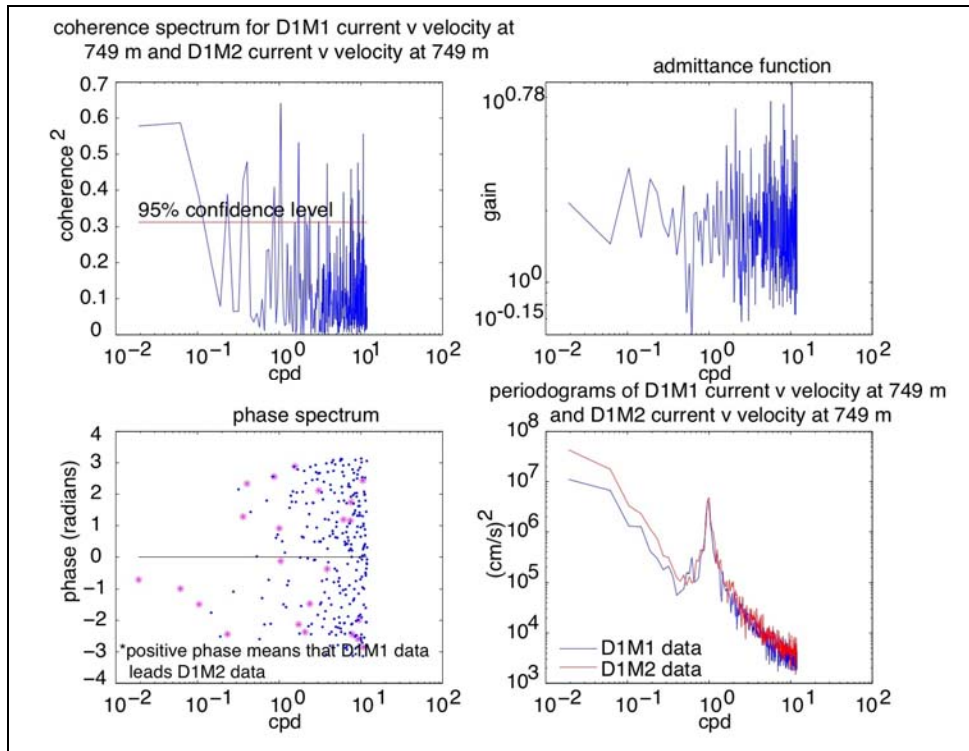 coherence spectrum for D1M1 current v velocity at
749 m and D1M2 current v velocity at 749 m
0.7
0.6
0.5
0.4
0.3
0.2
0.1
0
coherence 2
95% confidence level
10-2
10-1
100
101
102
cpd
admittance function
100.78
100
10-0.15
gain
10-2
10-1
100
101
102
cpd
phase spectrum
4
3
2
1
0
−1
−2
−3
−4
phase (radians)
*positive phase means that D1M1 data
leads D1M2 data
10-2
10-1
100
101
102
cpd
periodograms of D1M1 current v velocity at 749 m
and D1M2 current v velocity at 749 m
108
107
106
105
104
103
(cm/s)2
D1M1 data
D1M2 data
10-2
10-1
100
101
102
cpd